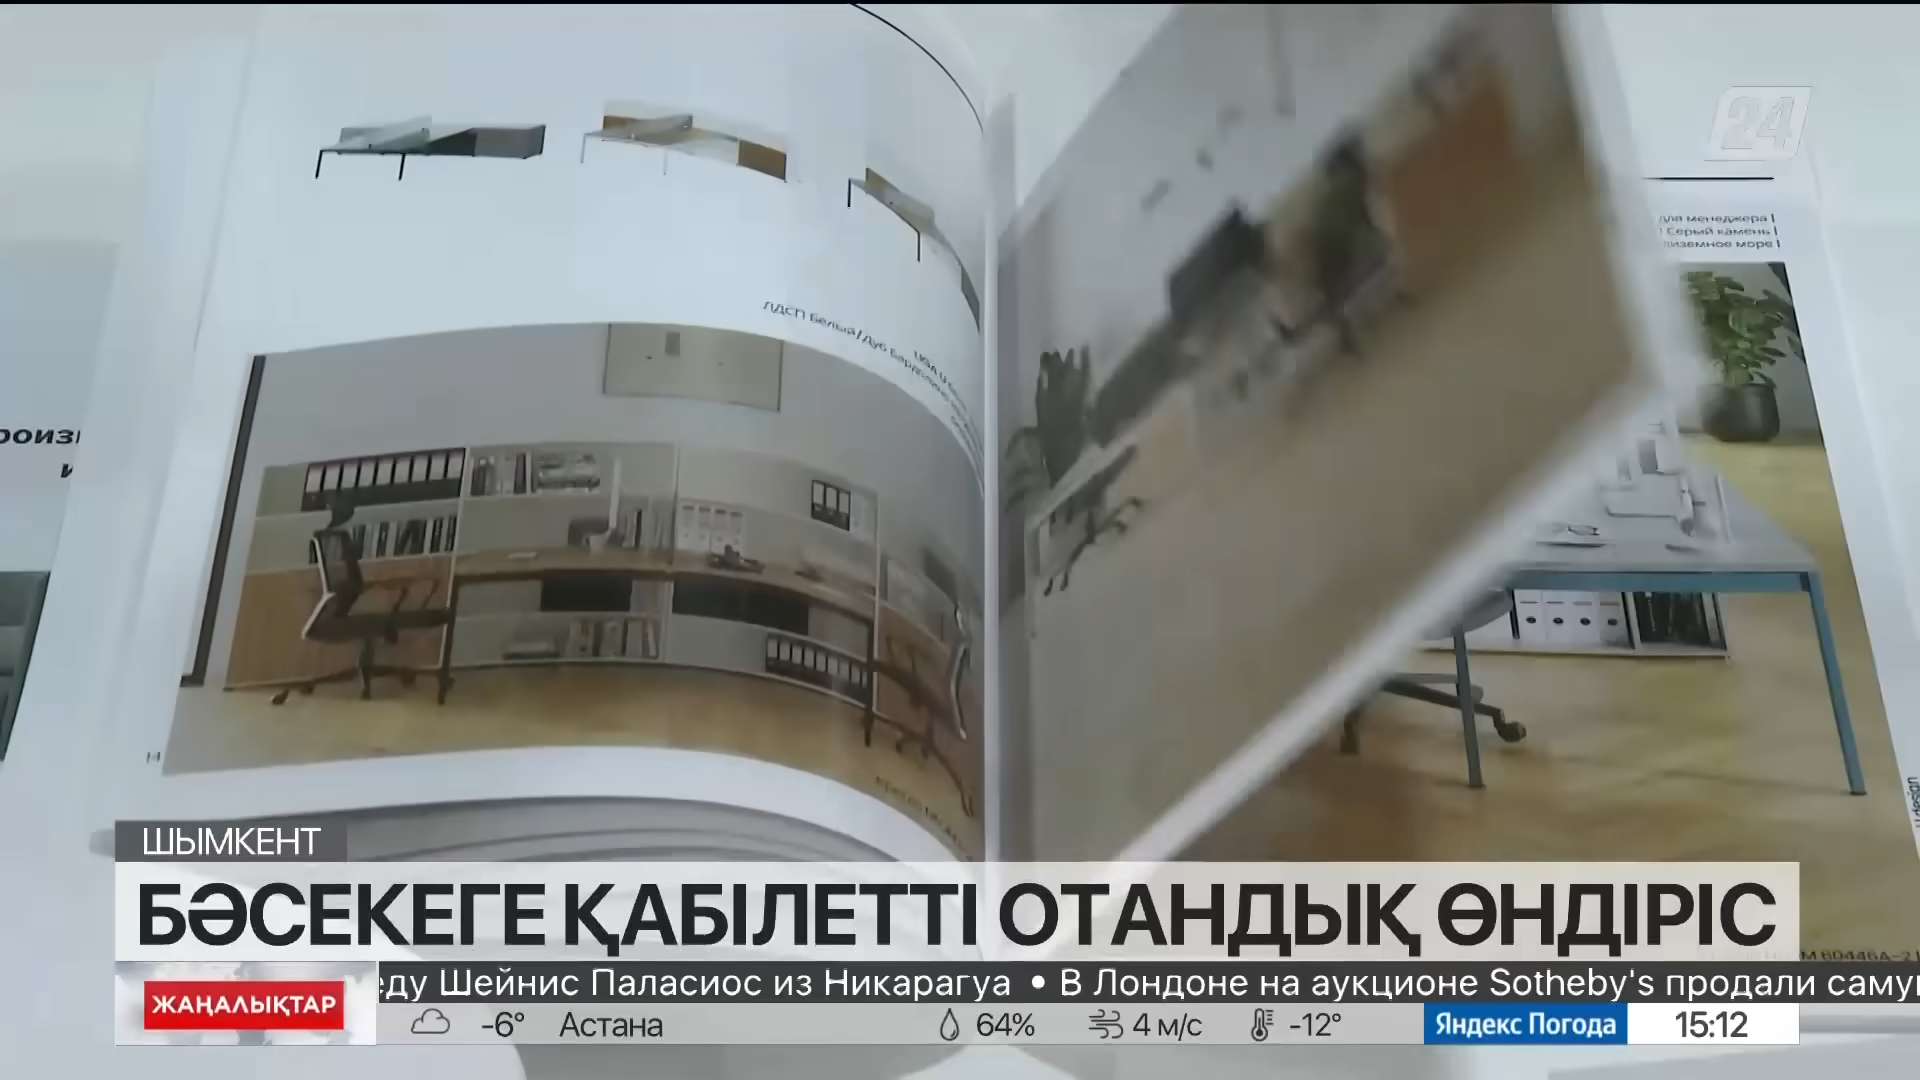 24
для менеджера |
Серый камень |
иземное море |
ЛДСП Белый/Дуб
14
ШЫМКЕНТ
БӘСЕКЕГЕ ҚАБІЛЕТТІ ОТАНДЫҚ ӨНДІРІС
еду Шейнис Паласиос из Никарагуа • В Лондоне на аукционе Sotheby's продали саму
ЖАҢАЛЫҚТАР
-6° Астана 64% 4 м/с -12° Яндекс Погода 15:12